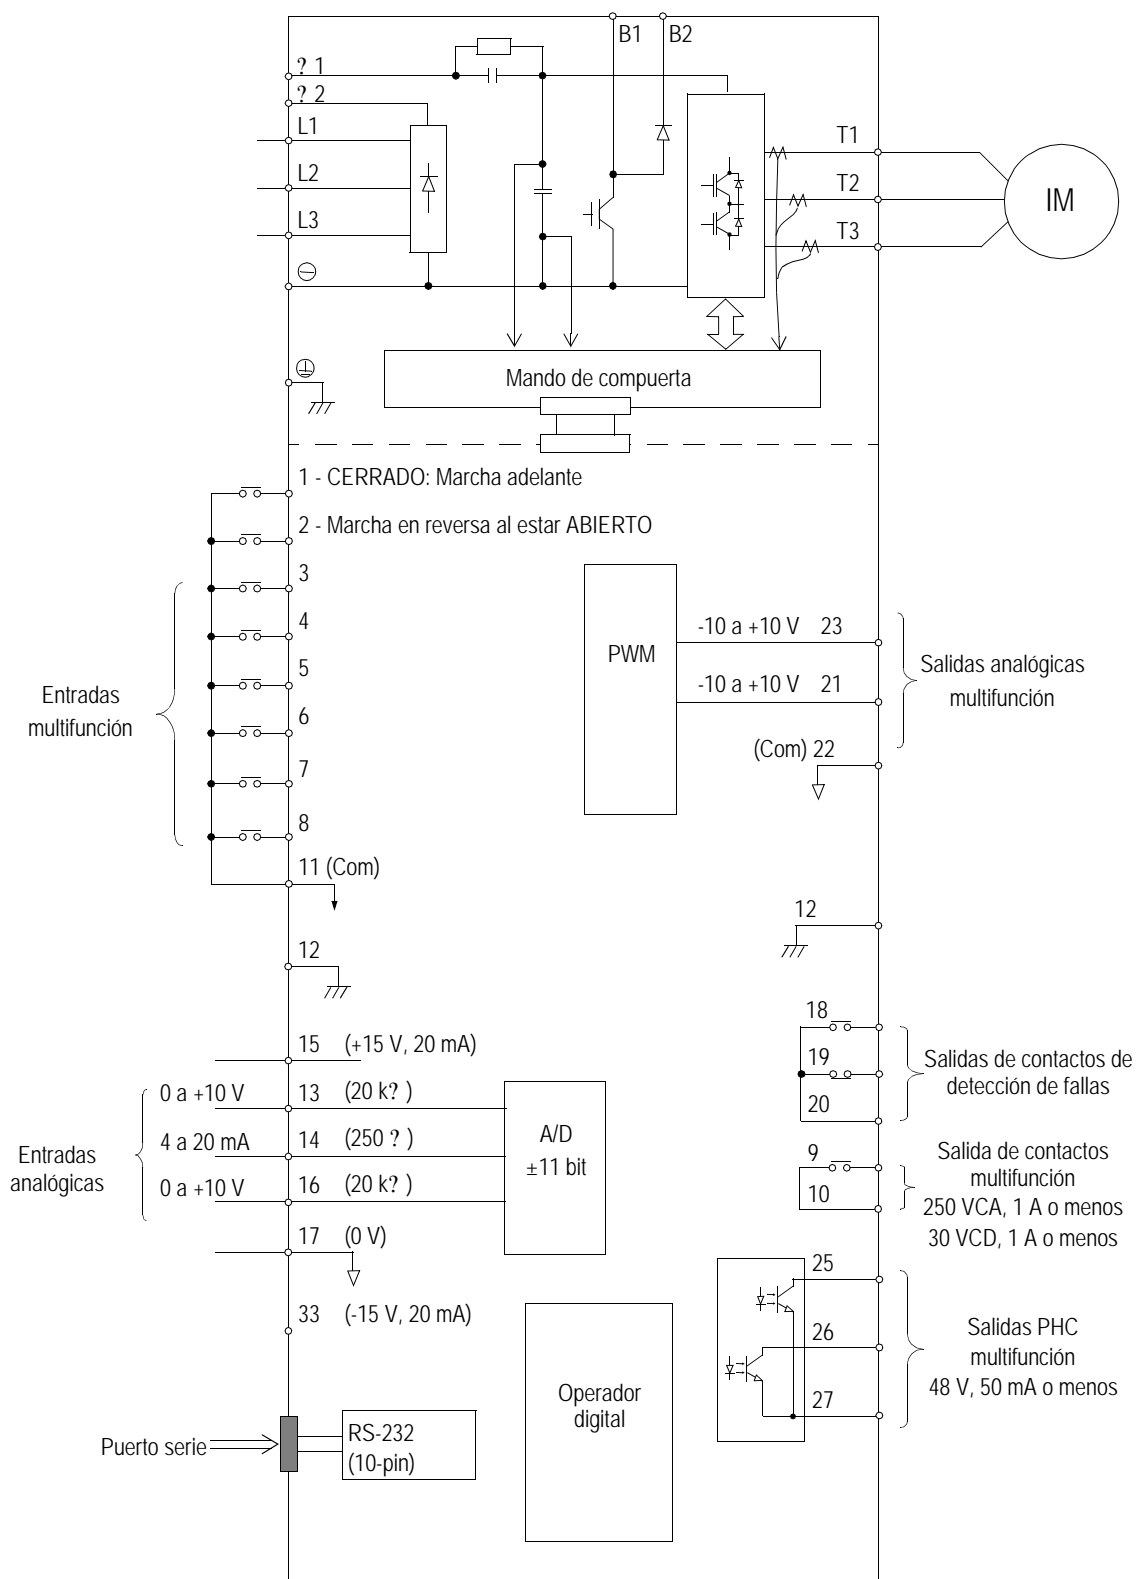 B1 B2
? 1
? 2
L1
L2
L3
T1
T2
T3
IM
Mando de compuerta
1 - CERRADO: Marcha adelante
2 - Marcha en reversa al estar ABIERTO
3
4
5
6
7
8
Entradas
multifunción
11 (Com)
12
PWM
-10 a +10 V 23
-10 a +10 V 21
(Com) 22
Salidas analógicas
multifunción
12
15 (+15 V, 20 mA)
0 a +10 V 13 (20 k? )
4 a 20 mA 14 (250 ? )
0 a +10 V 16 (20 k? )
17 (0 V)
33 (-15 V, 20 mA)
Entradas
analógicas
A/D
±11 bit
18
19
20
Salidas de contactos de
detección de fallas
9
10
Salida de contactos
multifunción
250 VCA, 1 A o menos
30 VCD, 1 A o menos
25
26
27
Salidas PHC
multifunción
48 V, 50 mA o menos
Operador
digital
Puerto serie
RS-232
(10-pin)